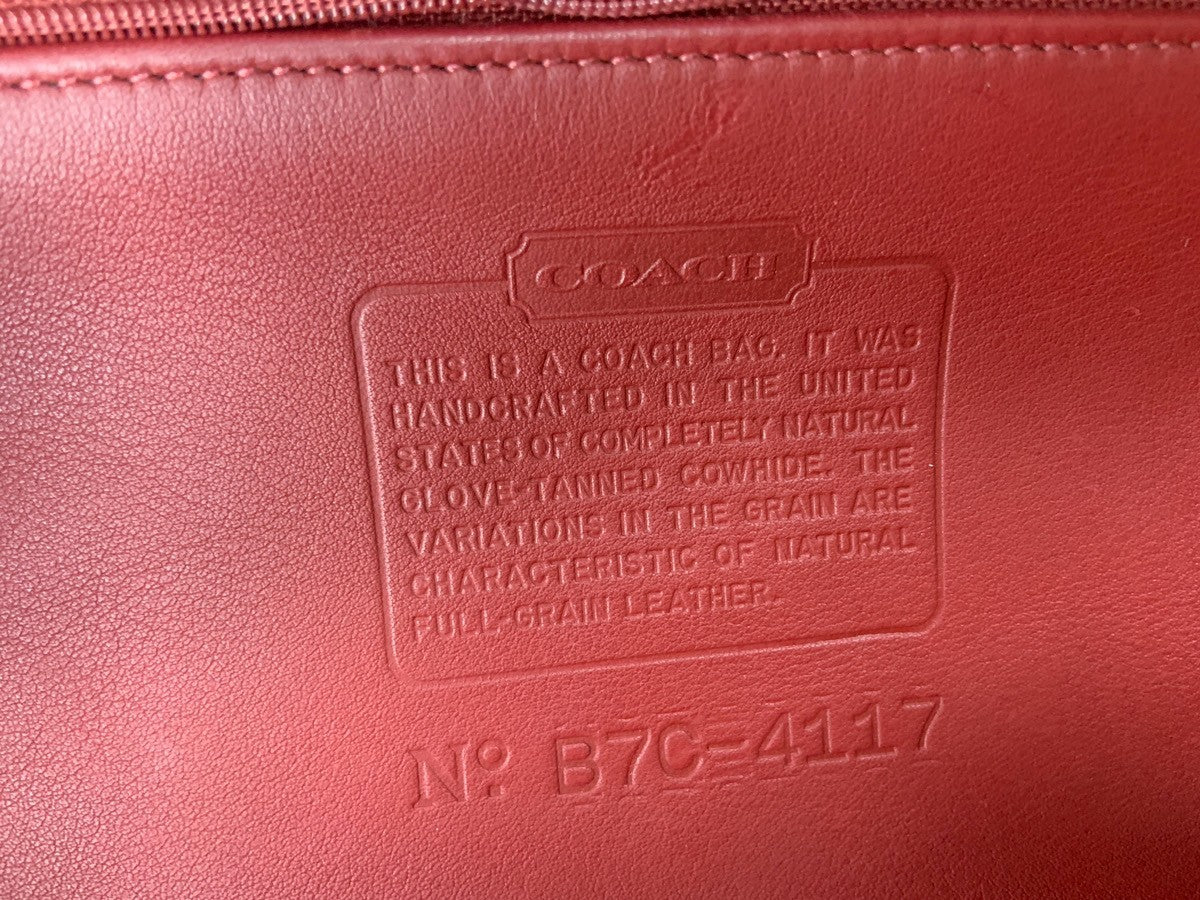 COACH
THIS IS A COACH BAG. IT WAS
HANDCRAFTED IN THE UNITED
STATES OF COMPLETELY NATURAL
GLOVE-TANNED COWHIDE. THE
VARIATIONS IN THE GRAIN ARE
CHARACTERISTIC OF NATURAL
FULL-GRAIN LEATHER.
Nº. B7C-4117